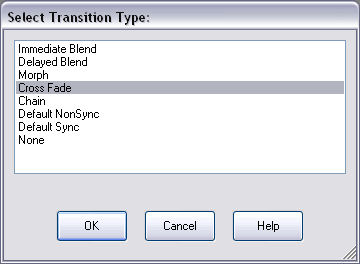 Select Transition Type:
Immediate Blend
Delayed Blend
Morph
Cross Fade
Chain
Default NonSync
Default Sync
None
OK Cancel Help